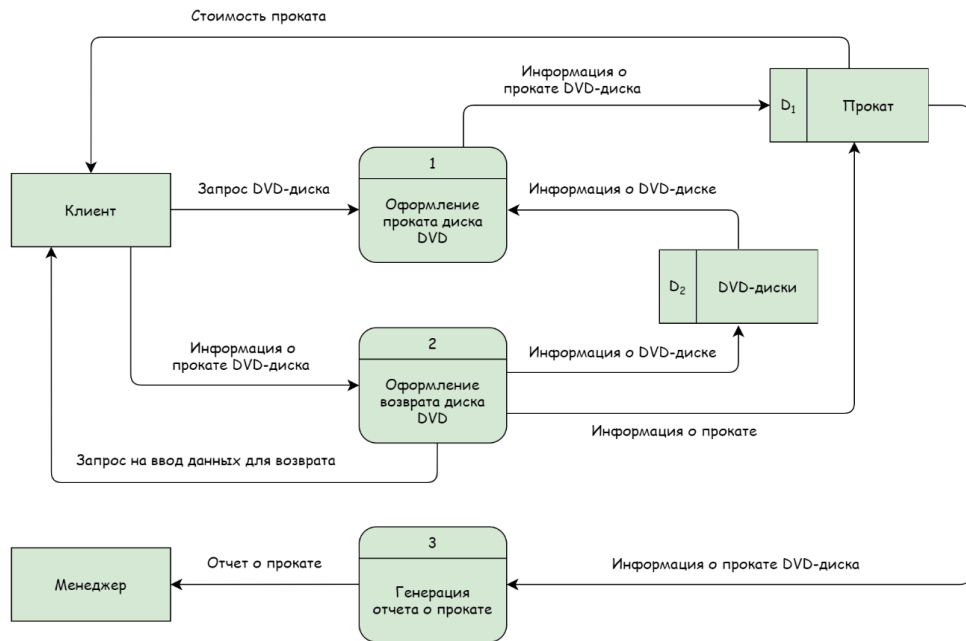 Стоимость проката
Информация о
прокате DVD-диска
D₁
Прокат
1
Оформление
проката диска
DVD
Клиент
Запрос DVD-диска
Информация о DVD-диске
D₂
DVD-диски
Информация о
прокате DVD-диска
2
Оформление
возврата диска
DVD
Информация о DVD-диске
Информация о прокате
Запрос на ввод данных для возврата
Менеджер
Отчет о прокате
3
Генерация
отчета о прокате
Информация о прокате DVD-диска